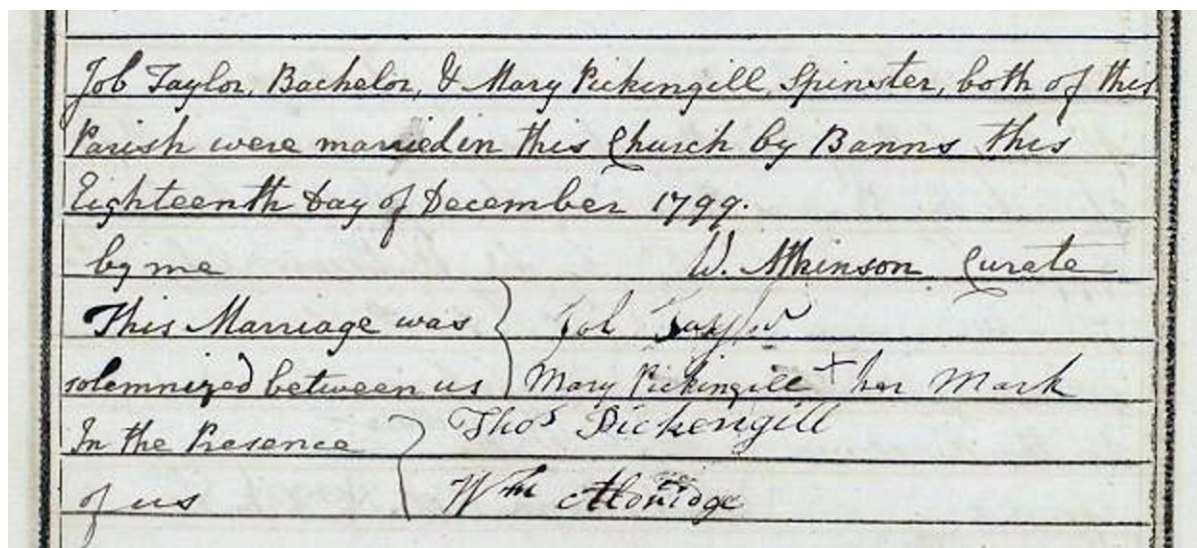 Job Taylor, Bachelor, & Mary Pickengill, Spinster, both of this
Parish were married in this Church by Banns this
Eighteenth Day of December 1799.
by me W. Atkinson Curate
This Marriage was Job Taylor
solemnized between us Mary Pickingill + her Mark
In the Presence Thos Pickengill
of us Wm